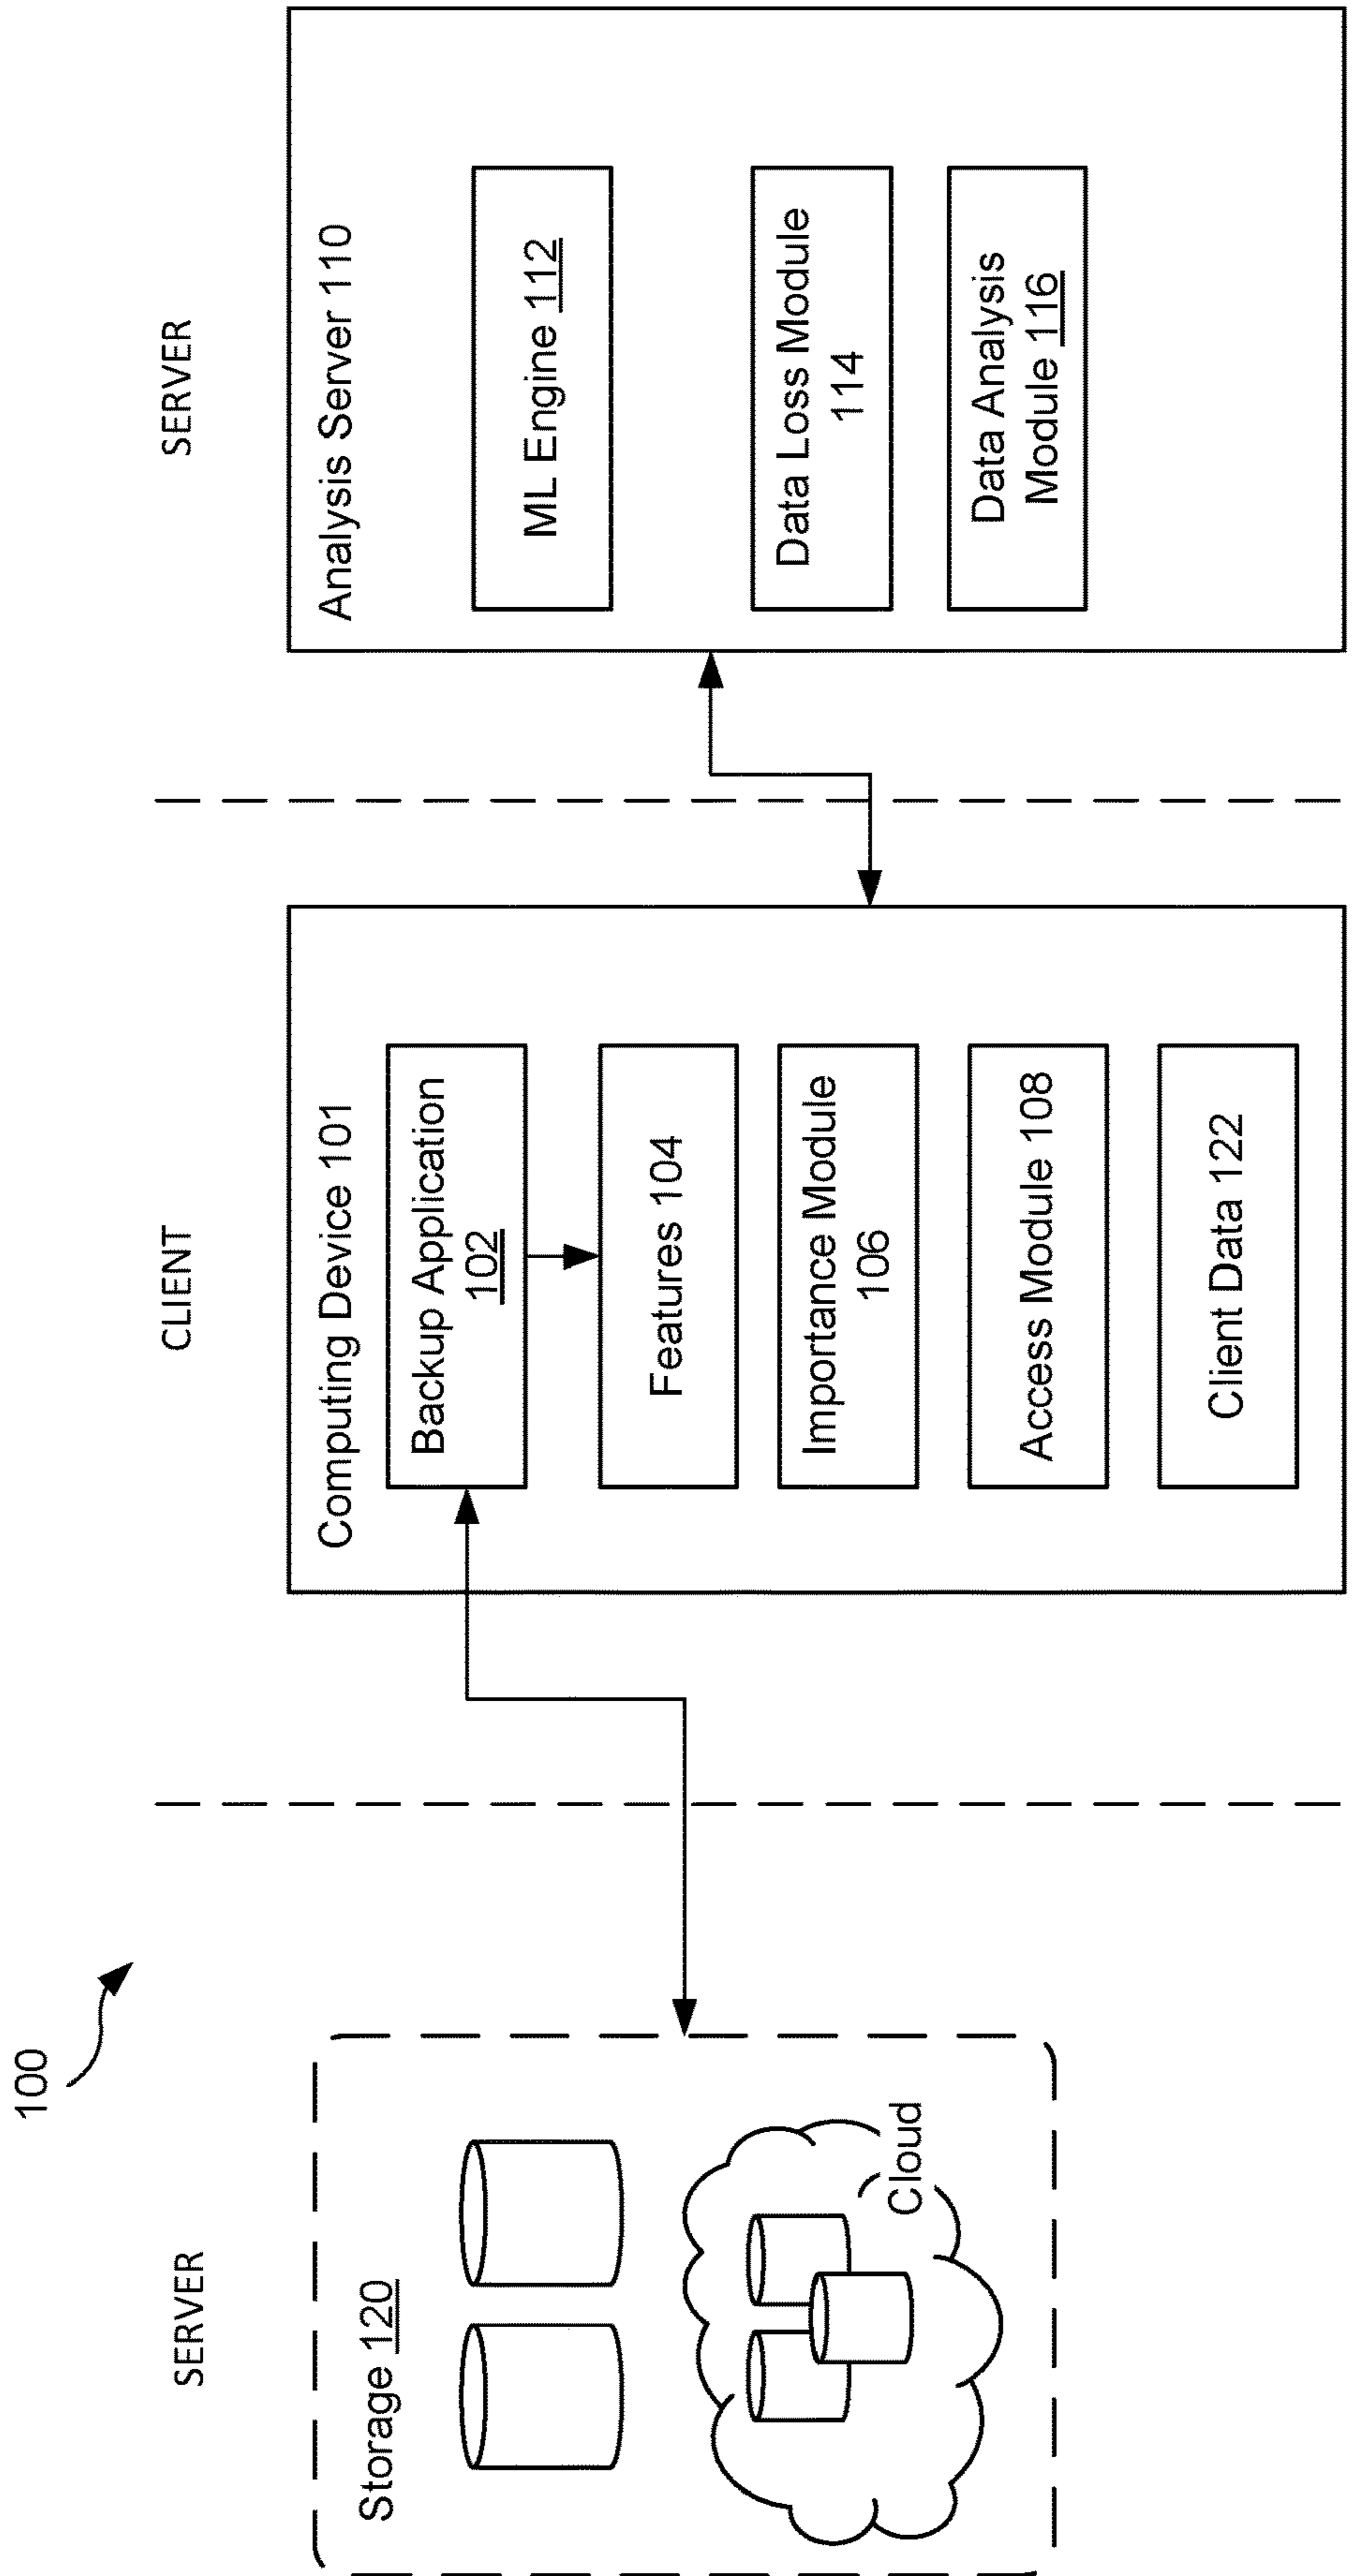 100
SERVER
CLIENT
SERVER
Storage 120
Cloud
Computing Device 101
Backup Application
102
Features 104
Importance Module
106
Access Module 108
Client Data 122
Analysis Server 110
ML Engine 112
Data Loss Module
114
Data Analysis
Module 116